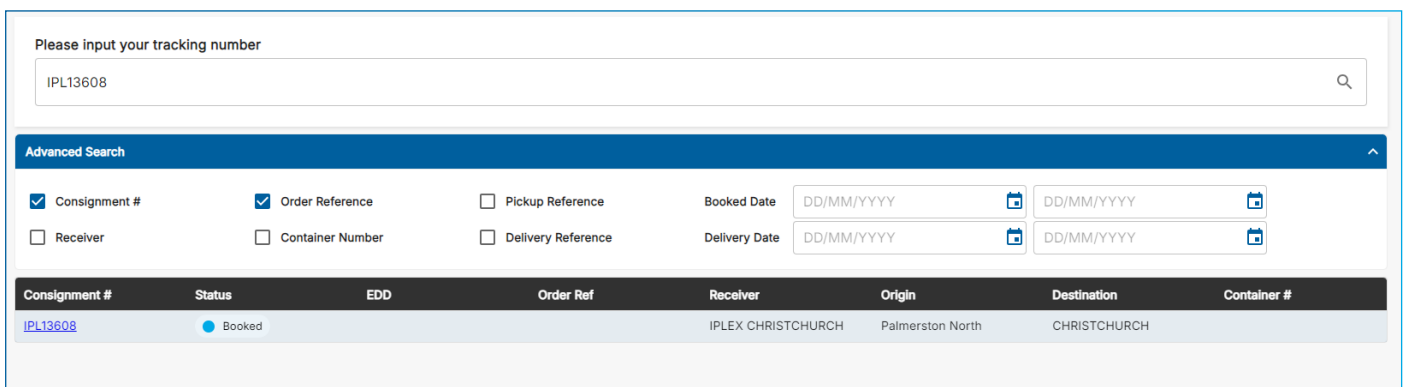 Please input your tracking number
IPL13608
Advanced Search
Consignment # Order Reference Pickup Reference Booked Date DD/MM/YYYY DD/MM/YYYY
Receiver Container Number Delivery Reference Delivery Date DD/MM/YYYY DD/MM/YYYY
Consignment # Status EDD Order Ref Receiver Origin Destination Container #
IPL13608 Booked IPLEX CHRISTCHURCH Palmerston North CHRISTCHURCH